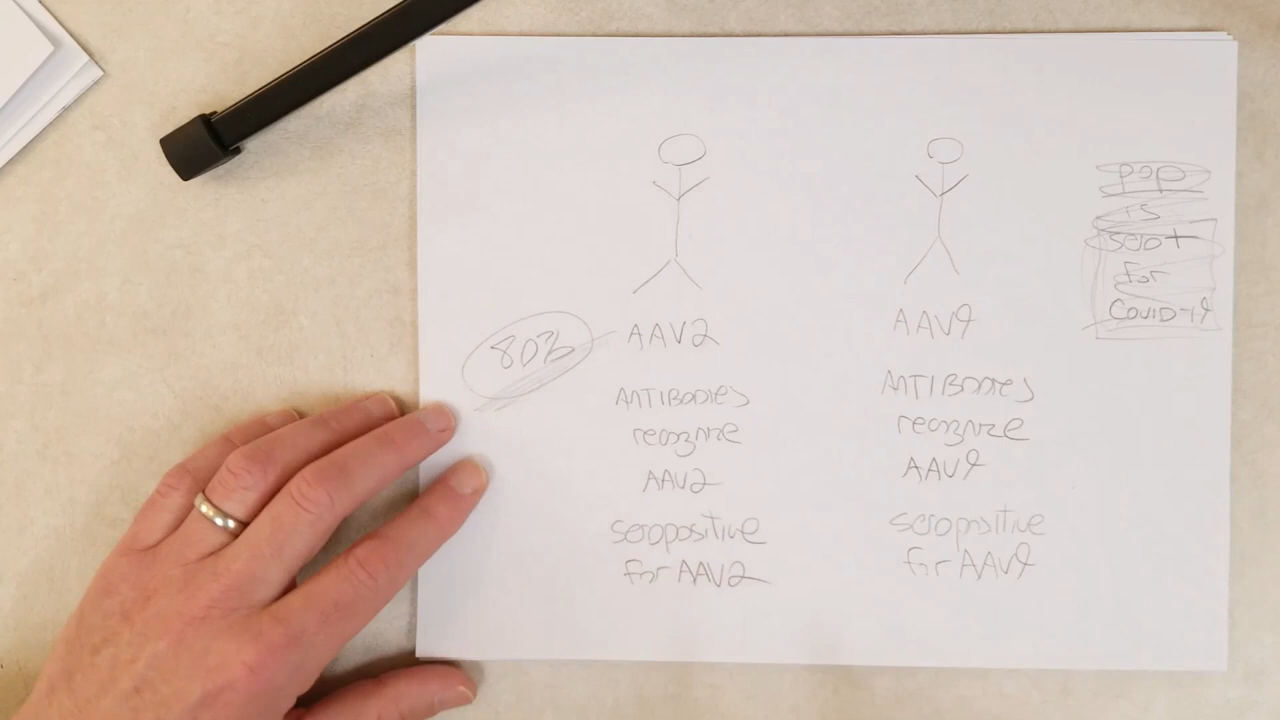 80%
AAV2
ANTIBODIES
recognize
AAV2
seropositive
for AAV2
AAV9
ANTIBODIES
recognize
AAV9
seropositive
for AAV9
pop
is
sero +
for
COVID-19